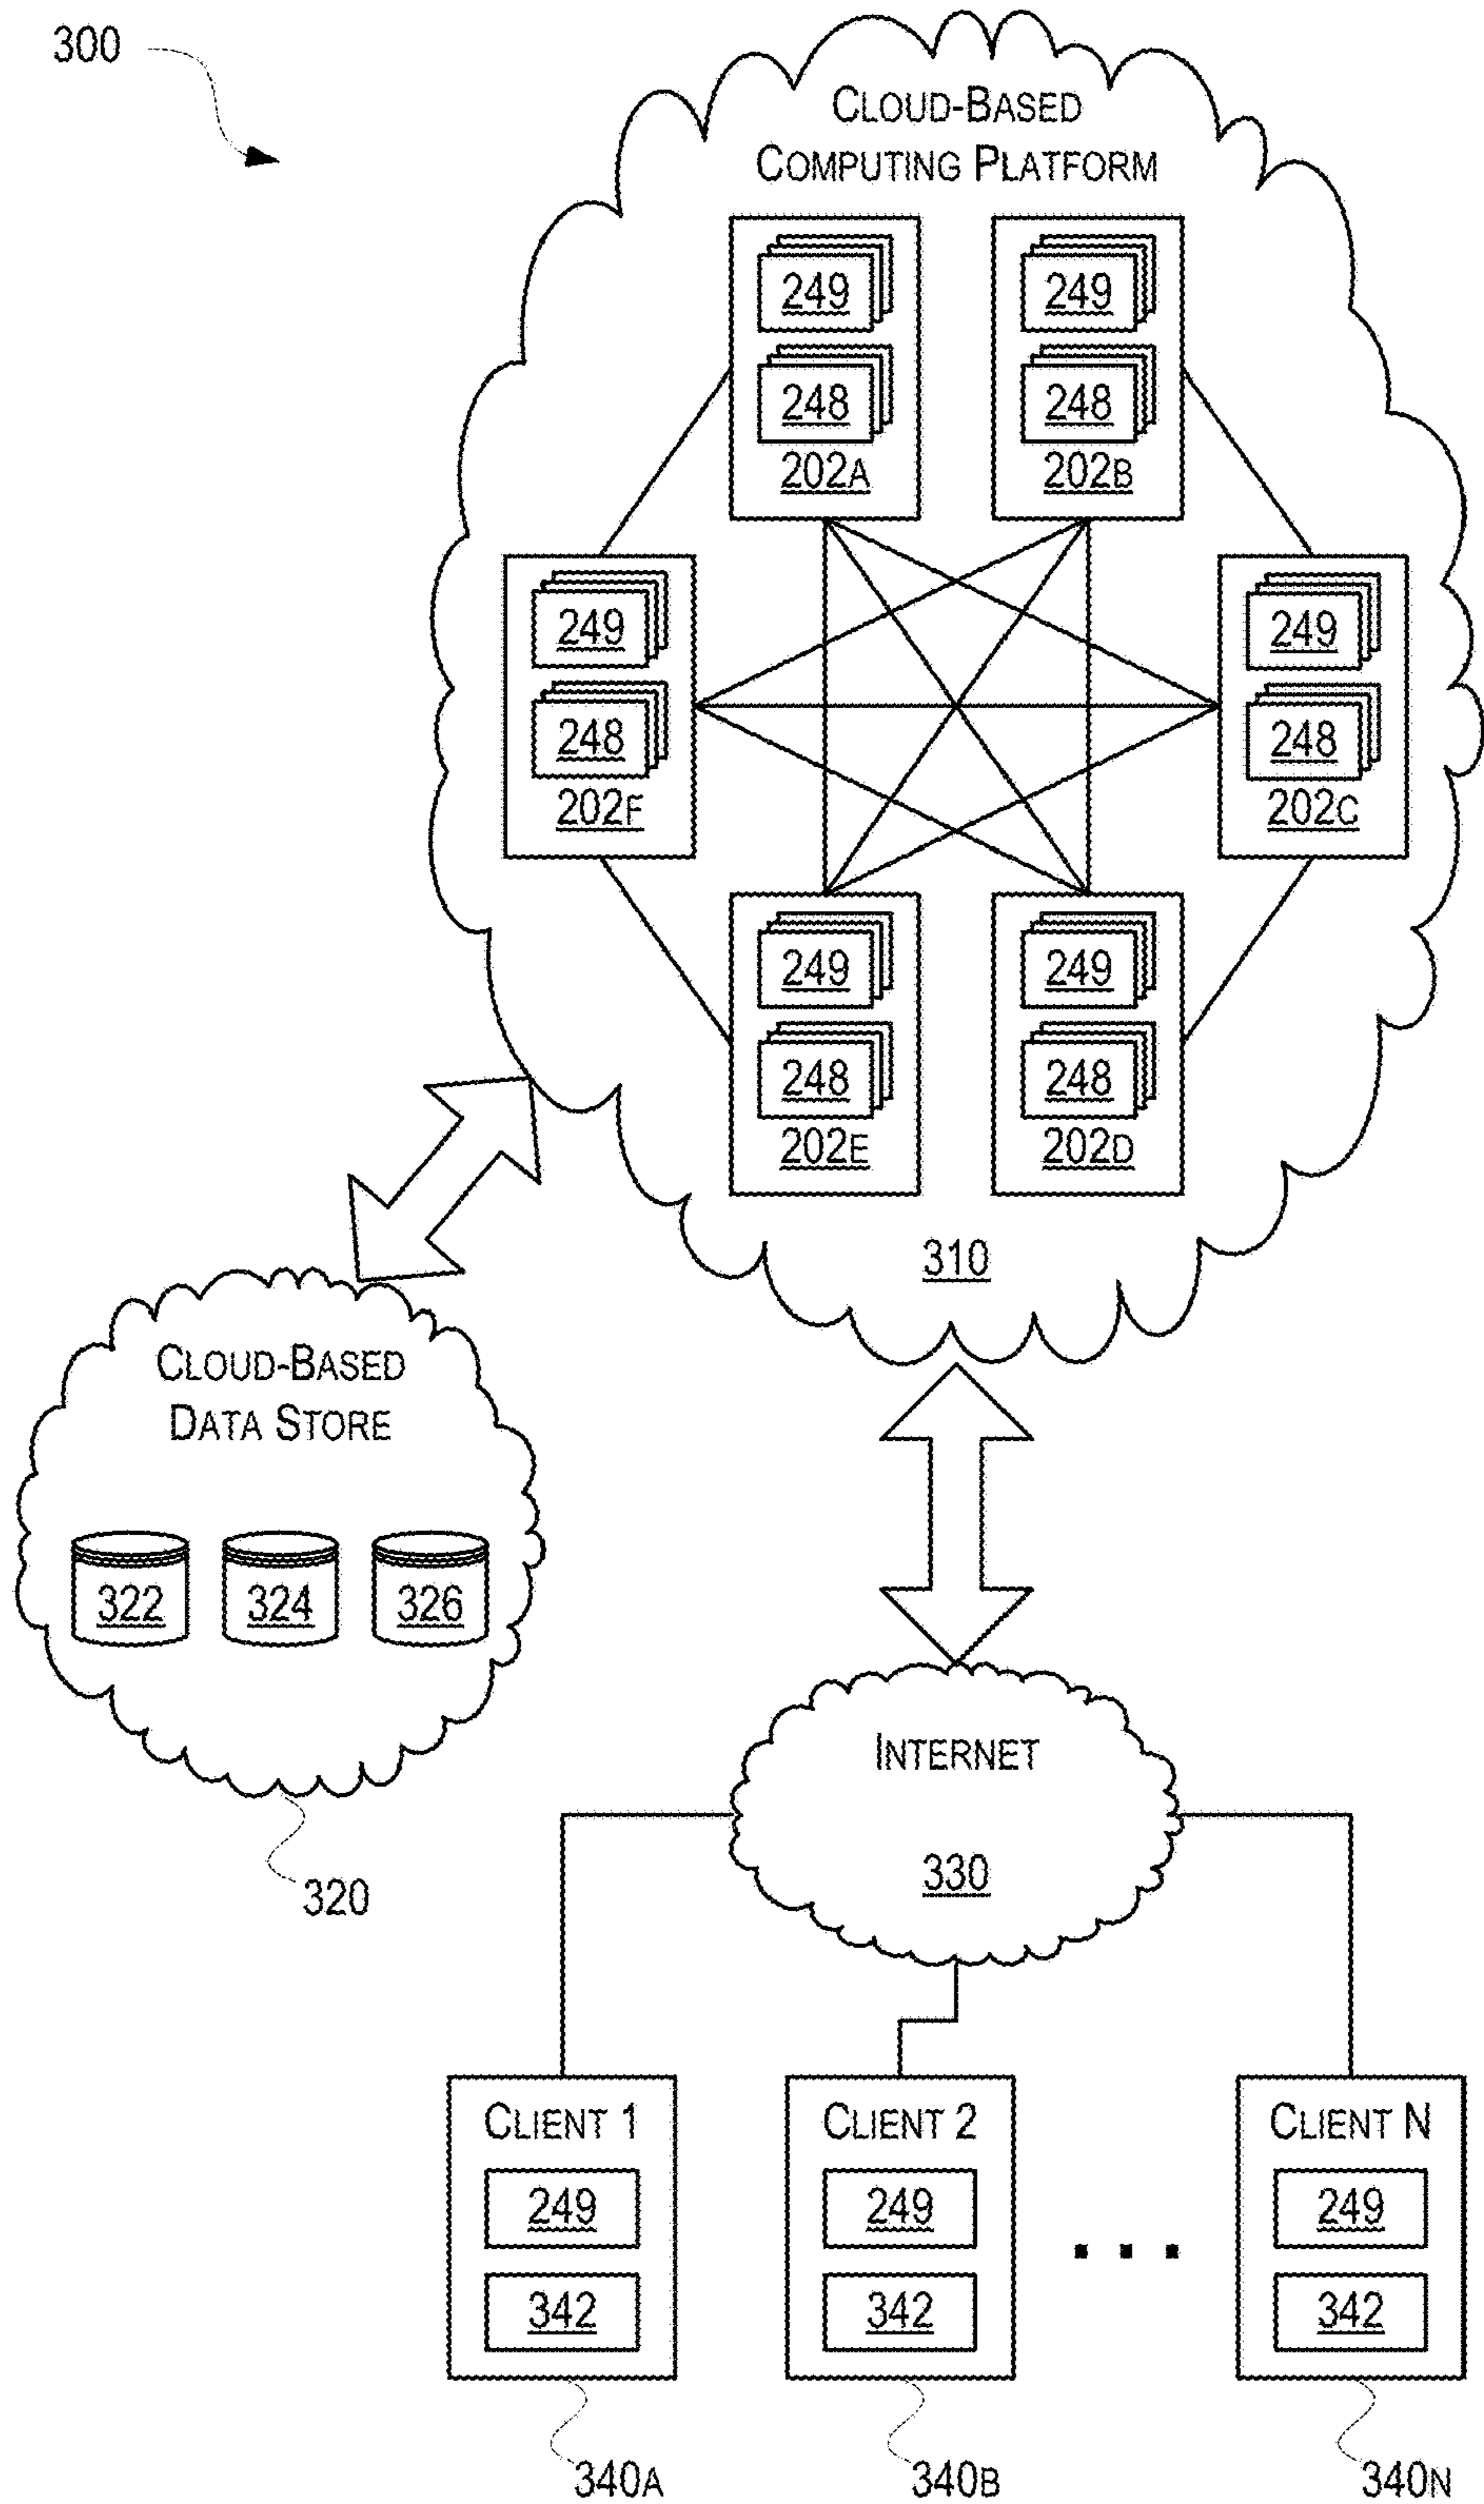 300
CLOUD-BASED
COMPUTING PLATFORM
249
248
202A
249
248
202B
249
248
202F
249
248
202C
249
248
202E
249
248
202D
310
CLOUD-BASED
DATA STORE
322 324 326
320
INTERNET
330
CLIENT 1
249
342
340A
CLIENT 2
249
342
340B
. . .
CLIENT N
249
342
340N